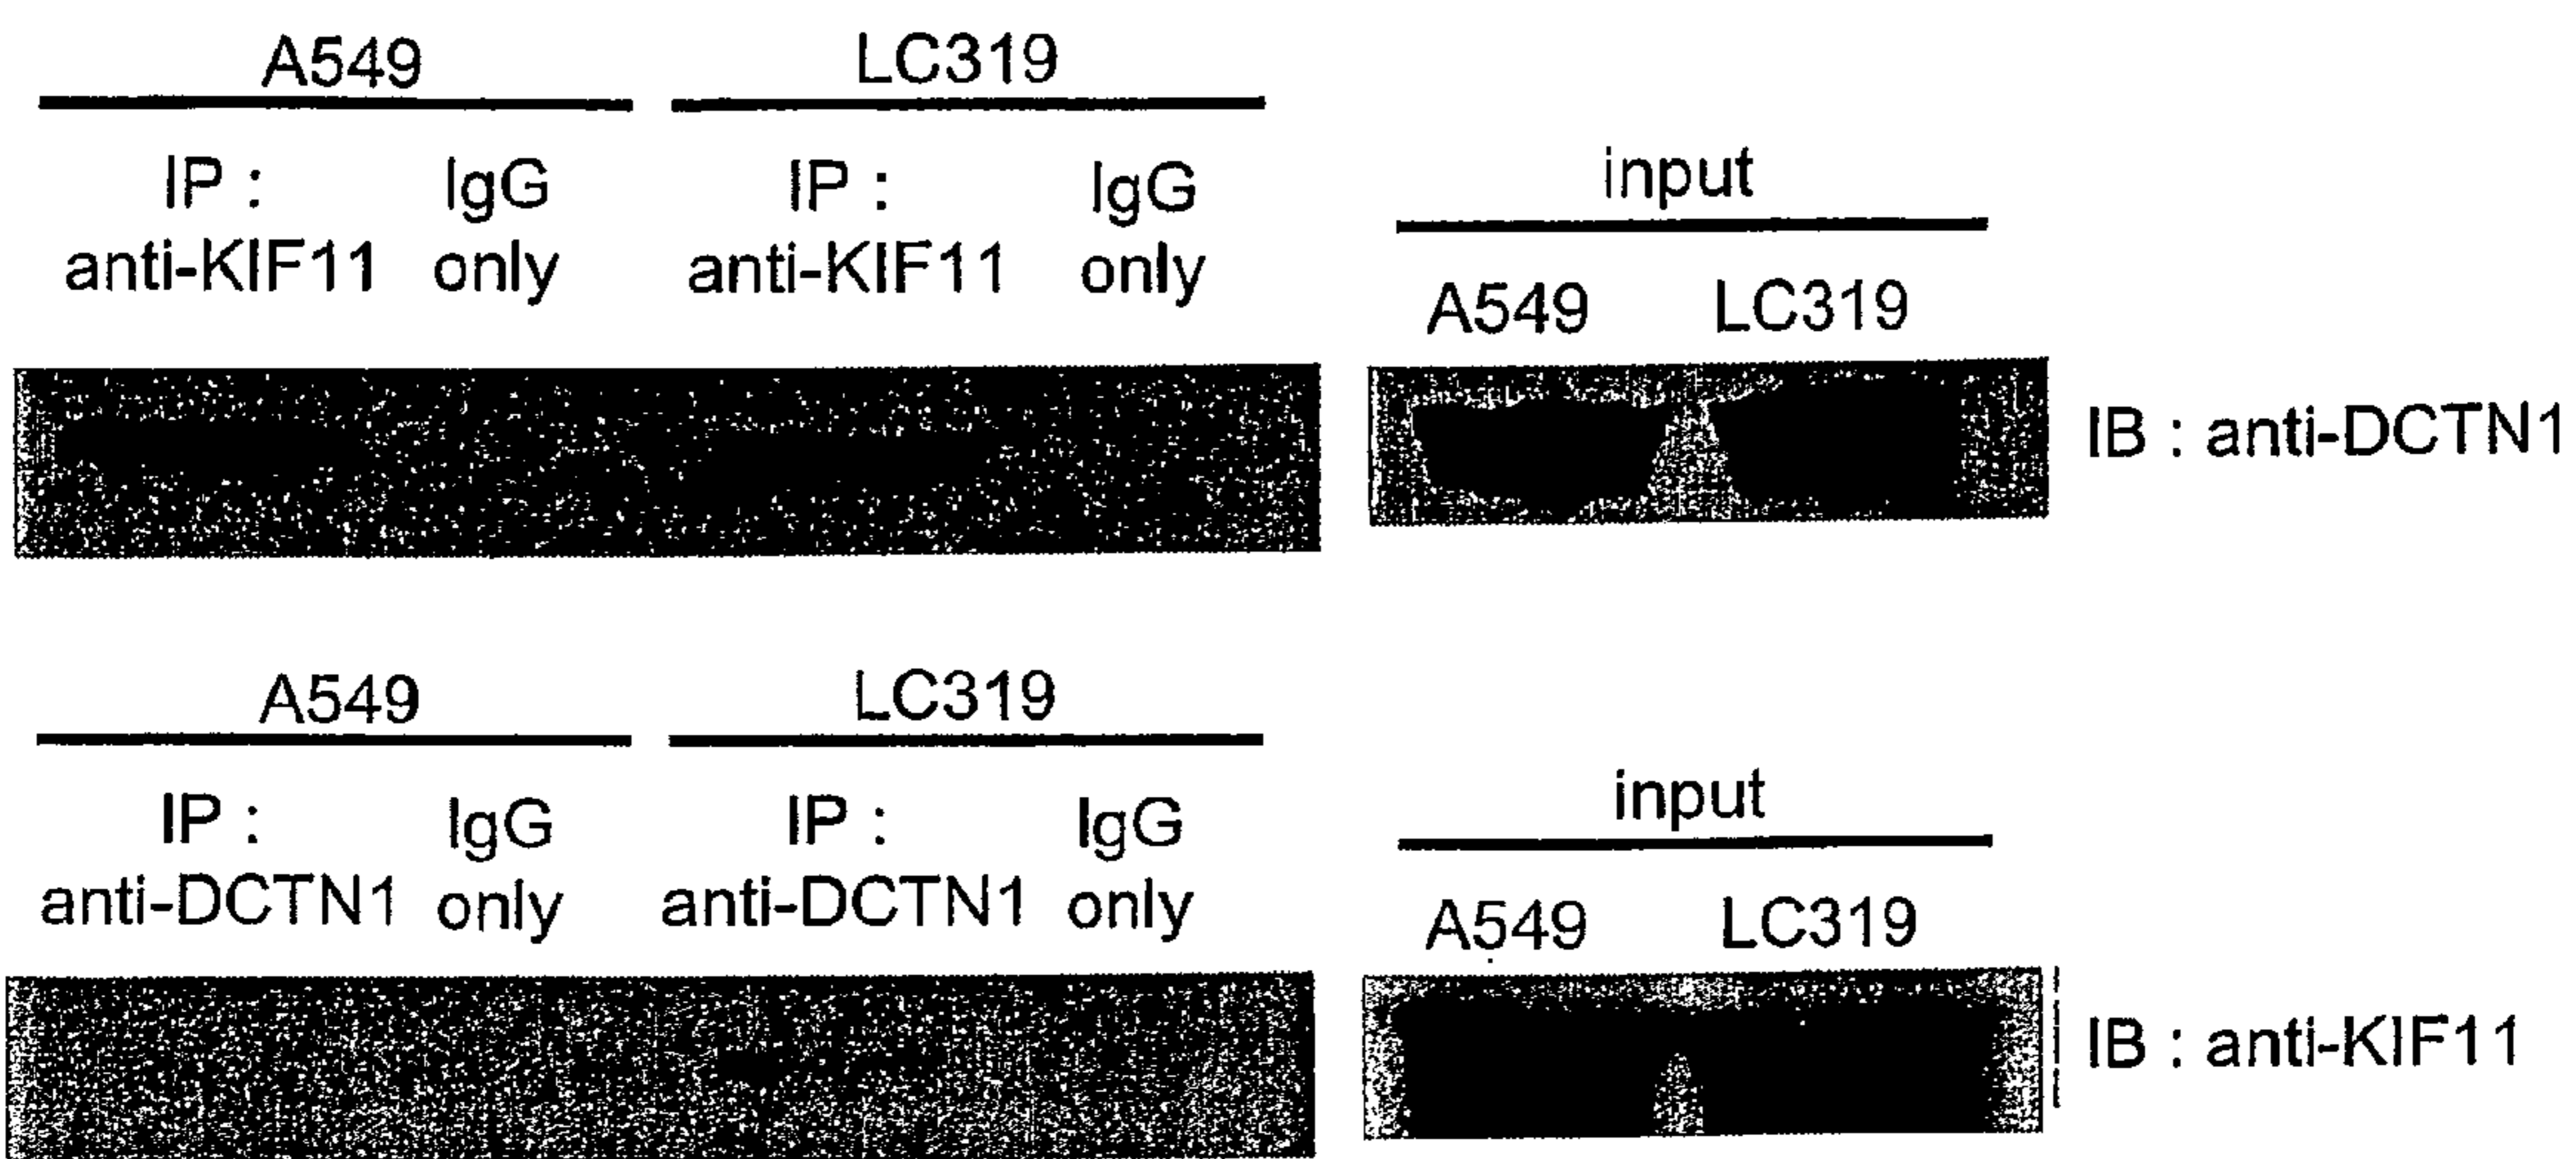 A549 LC319
IP : IgG IP : IgG input
anti-KIF11 only anti-KIF11 only
A549 LC319
IB : anti-DCTN1
A549 LC319
IP : IgG IP : IgG input
anti-DCTN1 only anti-DCTN1 only
A549 LC319
IB : anti-KIF11